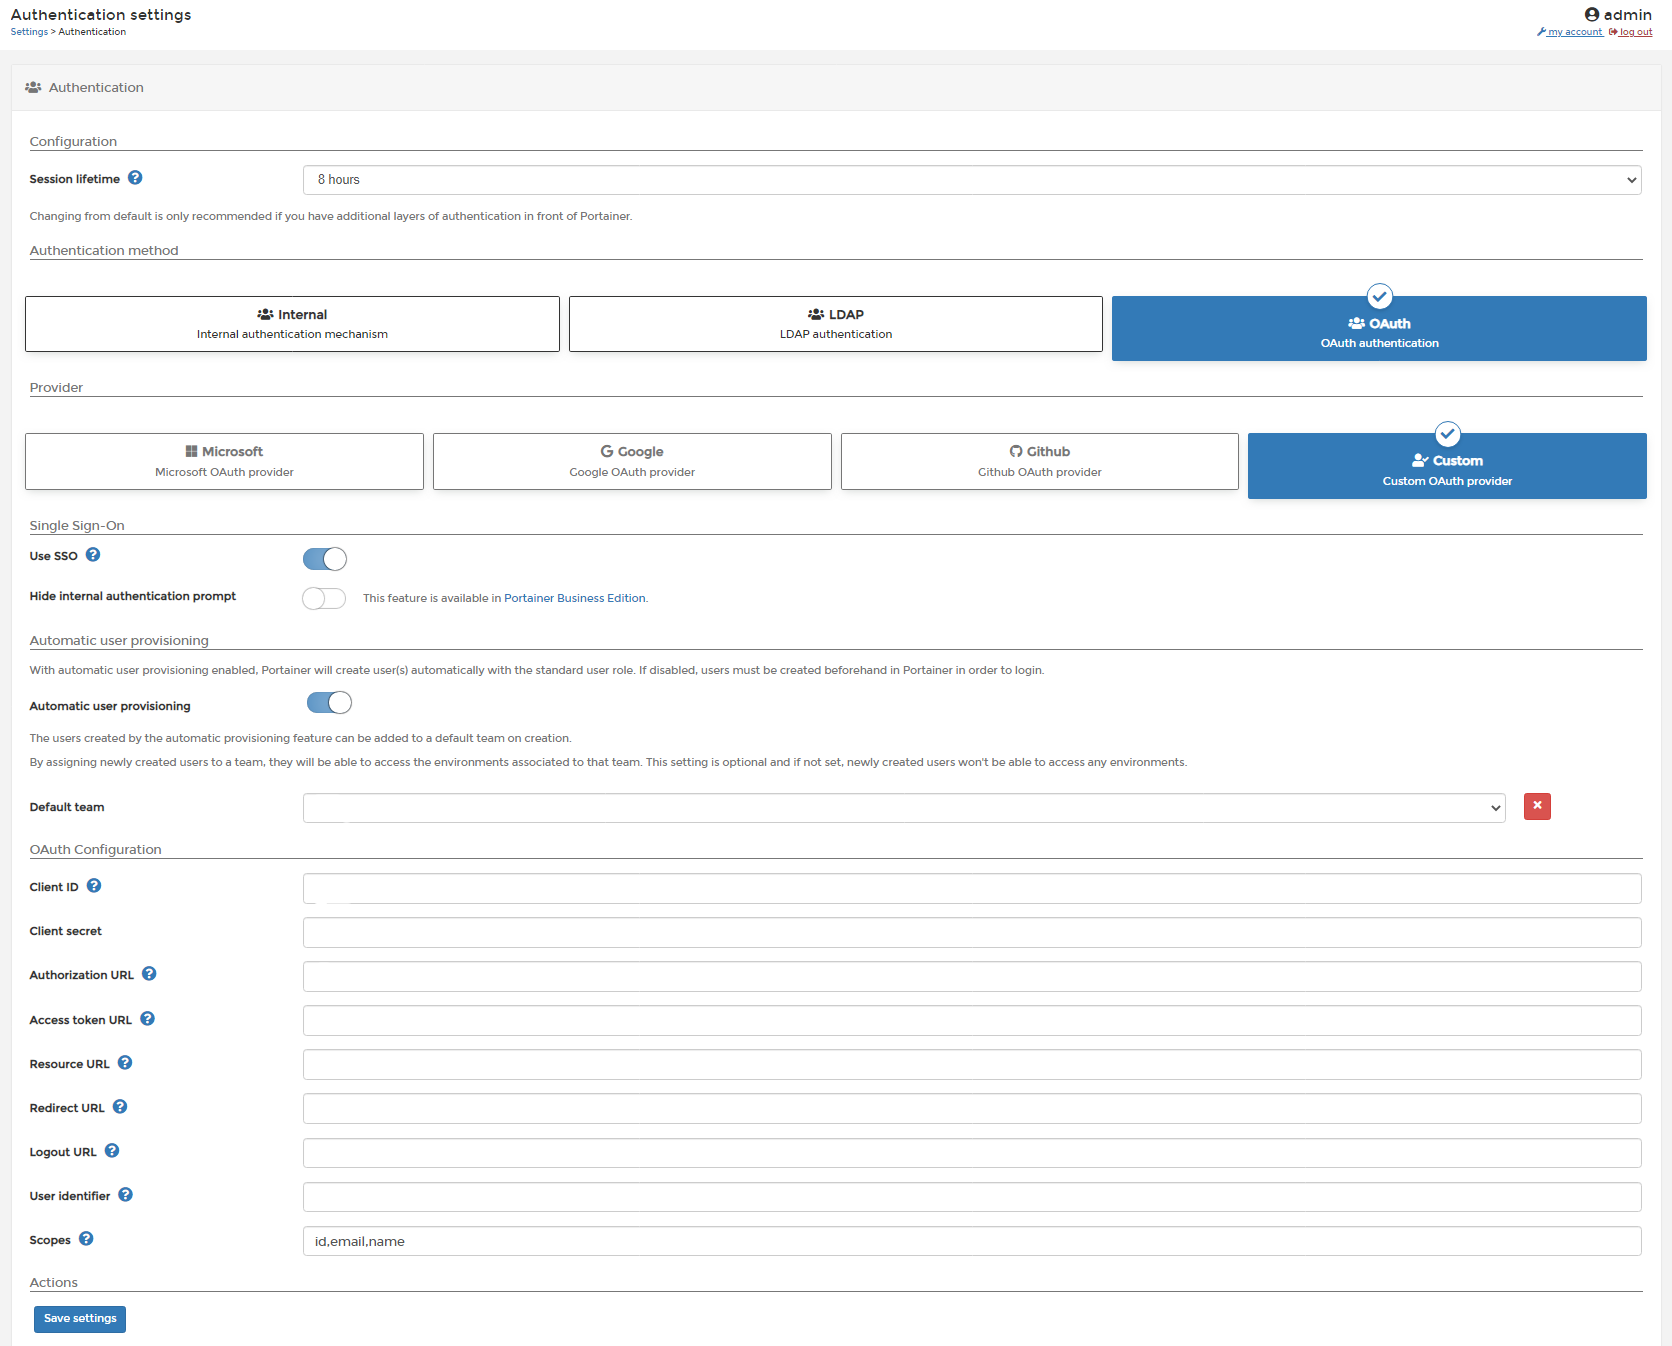 Authentication settings
admin
Settings > Authentication
my account log out
Authentication
Configuration
Session lifetime
8 hours
Changing from default is only recommended if you have additional layers of authentication in front of Portainer.
Authentication method
Internal
Internal authentication mechanism
LDAP
LDAP authentication
OAuth
OAuth authentication
Provider
Microsoft
Microsoft OAuth provider
Google
Google OAuth provider
Github
Github OAuth provider
Custom
Custom OAuth provider
Single Sign-On
Use SSO
Hide internal authentication prompt
This feature is available in Portainer Business Edition.
Automatic user provisioning
With automatic user provisioning enabled, Portainer will create user(s) automatically with the standard user role. If disabled, users must be created beforehand in Portainer in order to login.
Automatic user provisioning
The users created by the automatic provisioning feature can be added to a default team on creation.
By assigning newly created users to a team, they will be able to access the environments associated to that team. This setting is optional and if not set, newly created users won't be able to access any environments.
Default team
OAuth Configuration
Client ID
Client secret
Authorization URL
Access token URL
Resource URL
Redirect URL
Logout URL
User identifier
Scopes
id,email,name
Actions
Save settings